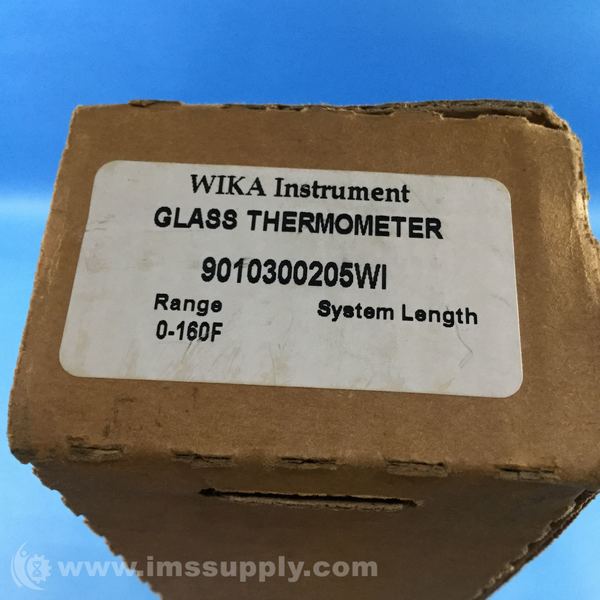 WIKA Instrument
GLASS THERMOMETER
9010300205WI
Range System Length
0-160F
www.imssupply.com